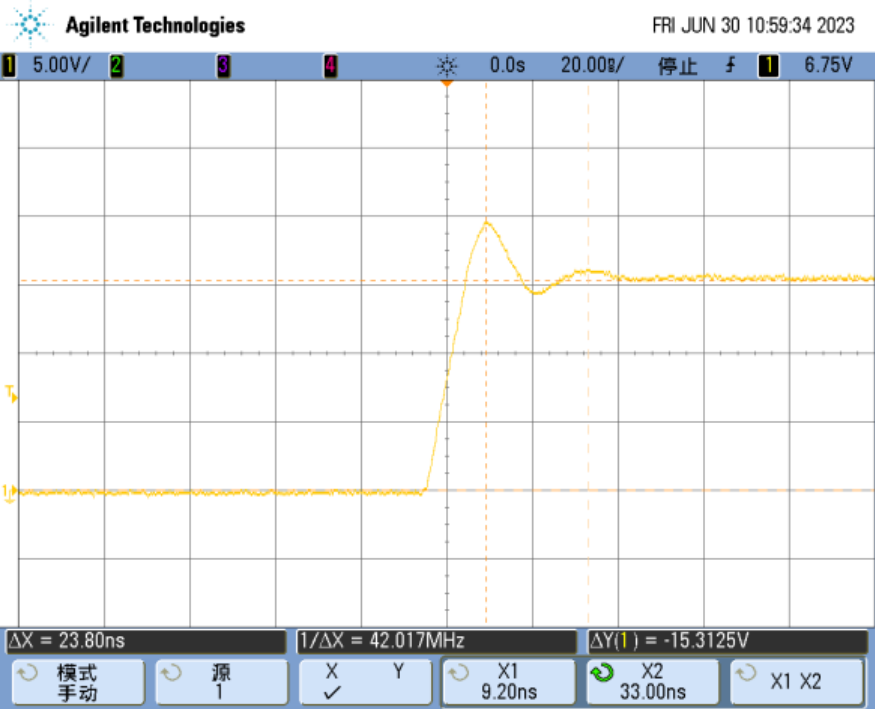 Agilent Technologies
FRI JUN 30 10:59:34 2023
1 5.00V/ 2 3 4 0.0s 20.00s/ 停止 1 6.75V
T
1
ΔX = 23.80ns 1/ΔX = 42.017MHz ΔY(1) = -15.3125V
模式 源 X Y X1 X2 X1 X2
手动 1 ✓ 9.20ns 33.00ns